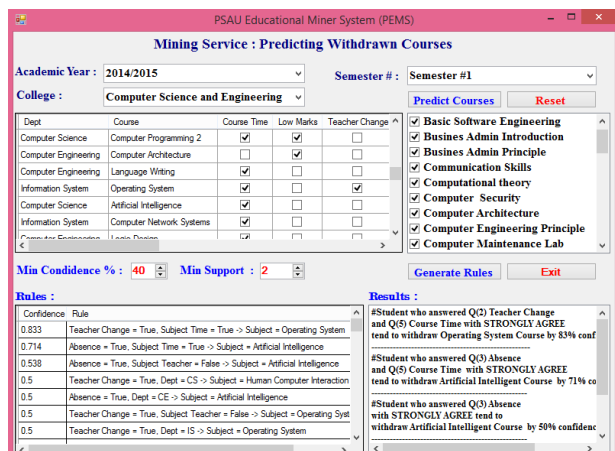 PSAU Educational Miner System (PEMS)
Mining Service : Predicting Withdrawn Courses
Academic Year : 2014/2015 Semester # : Semester #1
College : Computer Science and Engineering Predict Courses Reset
Dept Course Course Time Low Marks Teacher Change
Computer Science Computer Programming 2
Computer Engineering Computer Architecture
Computer Engineering Language Writing
Information System Operating System
Computer Science Artificial Intelligence
Information System Computer Network Systems
Computer Engineering Logic Design
Basic Software Engineering
Busines Admin Introduction
Busines Admin Principle
Communication Skills
Computational theory
Computer Security
Computer Architecture
Computer Engineering Principle
Computer Maintenance Lab
Min Condidence % : 40 Min Support : 2 Generate Rules Exit
Rules :
Confidence Rule
0.833 Teacher Change = True, Subject Time = True -> Subject = Operating System
0.714 Absence = True, Subject Time = True -> Subject = Artificial Intelligence
0.538 Absence = True, Subject Teacher = False -> Subject = Artificial Intelligence
0.5 Teacher Change = True, Dept = CS -> Subject = Human Computer Interaction
0.5 Absence = True, Dept = CE -> Subject = Artificial Intelligence
0.5 Teacher Change = True, Subject Teacher = False -> Subject = Operating Syst
0.5 Teacher Change = True, Dept = IS -> Subject = Operating System
Results :
#Student who answered Q(2) Teacher Change
and Q(5) Course Time with STRONGLY AGREE
tend to withdraw Operating System Course by 83% conf
#Student who answered Q(3) Absence
and Q(5) Course Time with STRONGLY AGREE
tend to withdraw Artificial Intelligent Course by 71% co
#Student who answered Q(3) Absence
with STRONGLY AGREE tend to
withdraw Artificial Intelligent Course by 50% confidenc